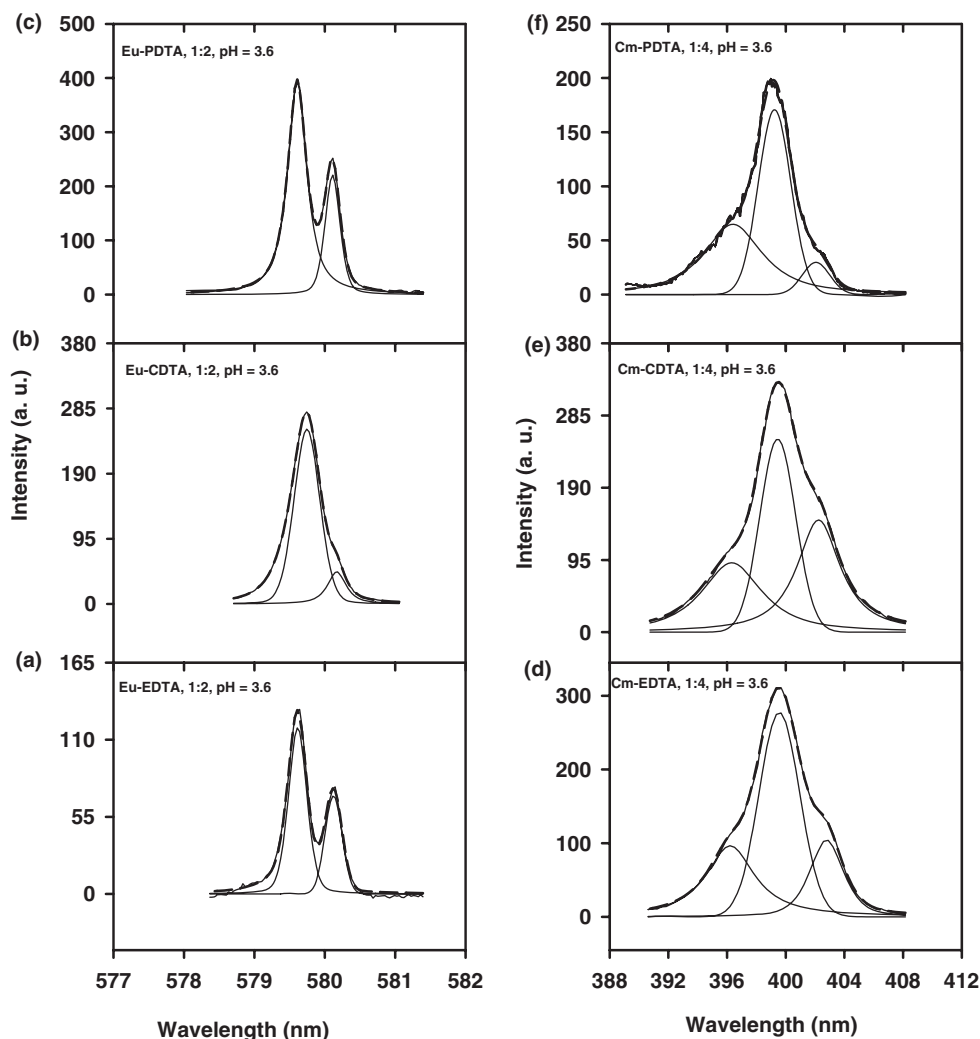 (c)
500
400
300
200
100
0
Eu-PDTA, 1:2, pH = 3.6
(b)
380
285
190
95
0
Eu-CDTA, 1:2, pH = 3.6
Intensity (a. u.)
(a)
165
110
55
0
Eu-EDTA, 1:2, pH = 3.6
577 578 579 580 581 582
Wavelength (nm)
(f)
250
200
150
100
50
0
Cm-PDTA, 1:4, pH = 3.6
(e)
380
285
190
95
0
Cm-CDTA, 1:4, pH = 3.6
Intensity (a. u.)
(d)
300
200
100
0
Cm-EDTA, 1:4, pH = 3.6
388 392 396 400 404 408 412
Wavelength (nm)